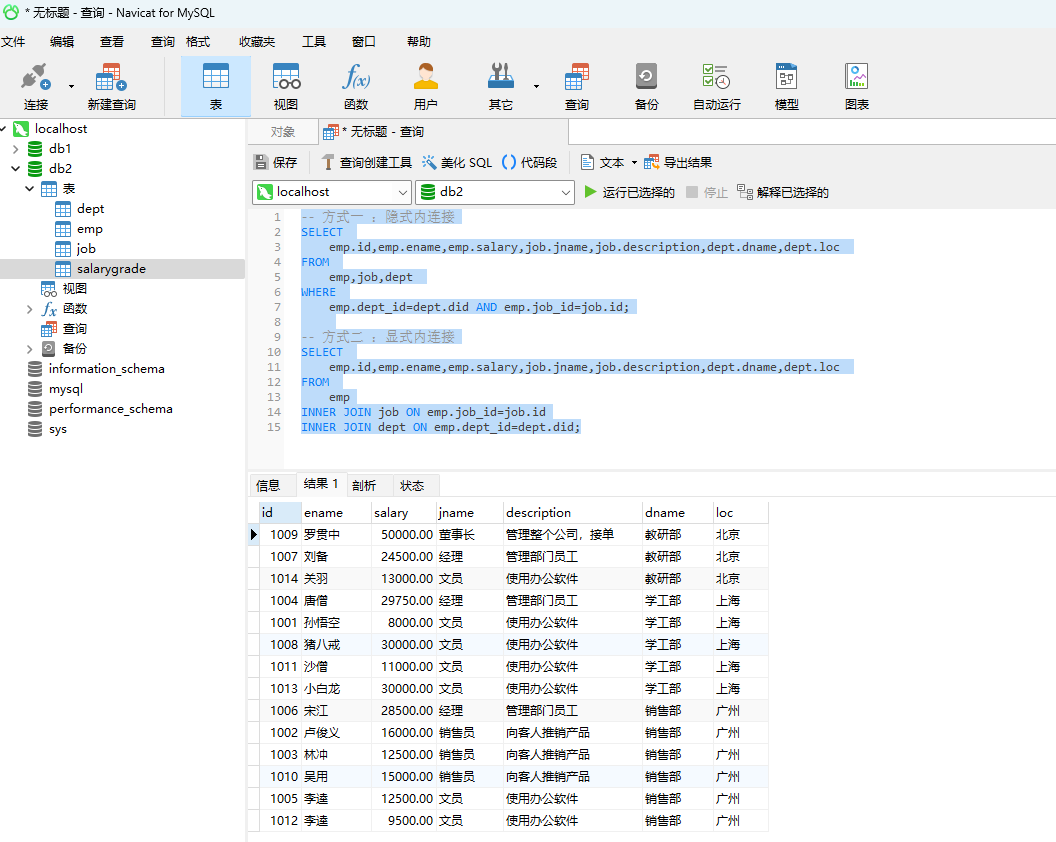 * 无标题 - 查询 - Navicat for MySQL
文件 编辑 查看 查询 格式 收藏夹 工具 窗口 帮助
连接 新建查询 表 视图 函数 用户 其它 查询 备份 自动运行 模型 图表
localhost
db1
db2
表
dept
emp
job
salarygrade
视图
函数
查询
备份
information_schema
mysql
performance_schema
sys
对象 * 无标题 - 查询
保存 查询创建工具 美化 SQL 代码段 文本 导出结果
localhost db2 运行已选择的 停止 解释已选择的
1 -- 方式一 : 隐式内连接
2 SELECT
3 emp.id,emp.ename,emp.salary,job.jname,job.description,dept.dname,dept.loc
4 FROM
5 emp,job,dept
6 WHERE
7 emp.dept_id=dept.did AND emp.job_id=job.id;
8
9 -- 方式二 : 显式内连接
10 SELECT
11 emp.id,emp.ename,emp.salary,job.jname,job.description,dept.dname,dept.loc
12 FROM
13 emp
14 INNER JOIN job ON emp.job_id=job.id
15 INNER JOIN dept ON emp.dept_id=dept.did;
信息 结果 1 剖析 状态
id ename salary jname description dname loc
1009 罗贯中 50000.00 董事长 管理整个公司，接单 教研部 北京
1007 刘备 24500.00 经理 管理部门员工 教研部 北京
1014 关羽 13000.00 文员 使用办公软件 教研部 北京
1004 唐僧 29750.00 经理 管理部门员工 学工部 上海
1001 孙悟空 8000.00 文员 使用办公软件 学工部 上海
1008 猪八戒 30000.00 文员 使用办公软件 学工部 上海
1011 沙僧 11000.00 文员 使用办公软件 学工部 上海
1013 小白龙 30000.00 文员 使用办公软件 学工部 上海
1006 宋江 28500.00 经理 管理部门员工 销售部 广州
1002 卢俊义 16000.00 销售员 向客人推销产品 销售部 广州
1003 林冲 12500.00 销售员 向客人推销产品 销售部 广州
1010 吴用 15000.00 销售员 向客人推销产品 销售部 广州
1005 李逵 12500.00 文员 使用办公软件 销售部 广州
1012 李逵 9500.00 文员 使用办公软件 销售部 广州